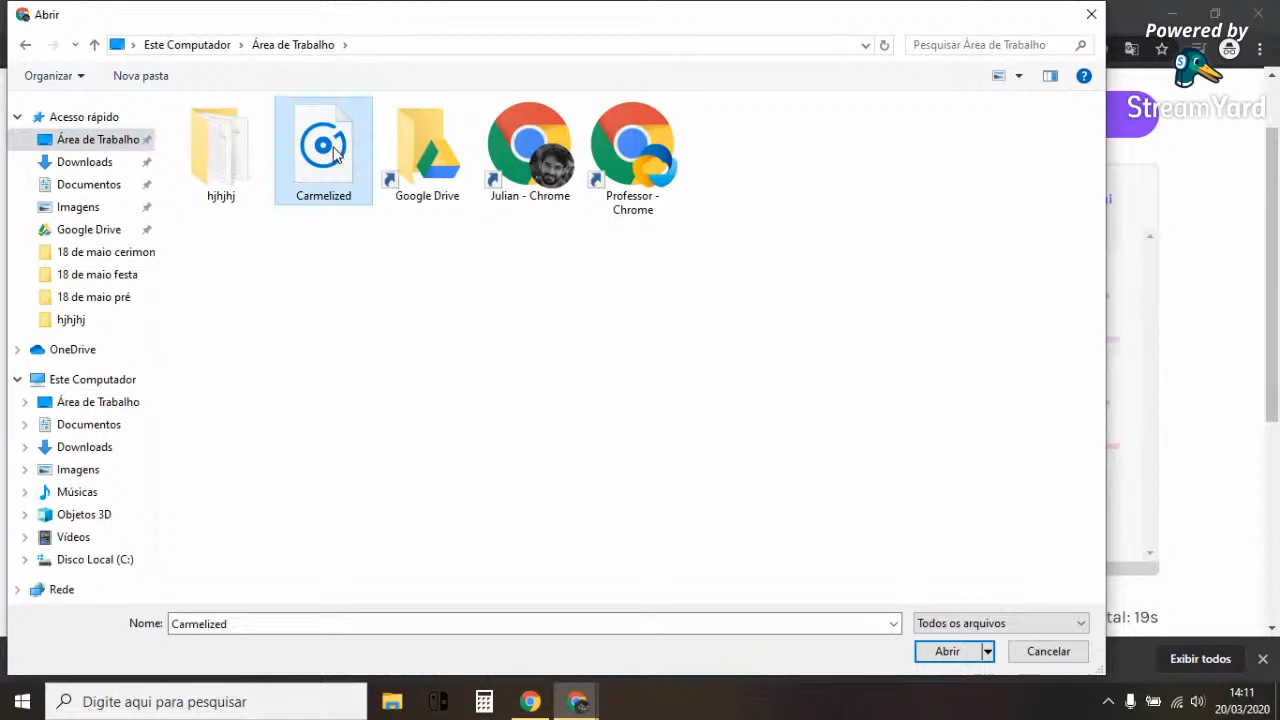 Abrir
Este Computador
Área de Trabalho
Pesquisar Área de Trabalho
Powered by
S
StreamYard
Organizar
Nova pasta
Acesso rápido
Área de Trabalho
Downloads
Documentos
Imagens
Google Drive
18 de maio cerimon
18 de maio festa
18 de maio pré
hjhjhj
OneDrive
Este Computador
Área de Trabalho
Documentos
Downloads
Imagens
Músicas
Objetos 3D
Vídeos
Disco Local (C:)
Rede
hjhjhj
Carmelized
Google Drive
Julian - Chrome
Professor -
Chrome
Nome:
Carmelized
Todos os arquivos
Abrir
Cancelar
tal: 19s
Exibir todos
Digite aqui para pesquisar
14:11
20/03/2020